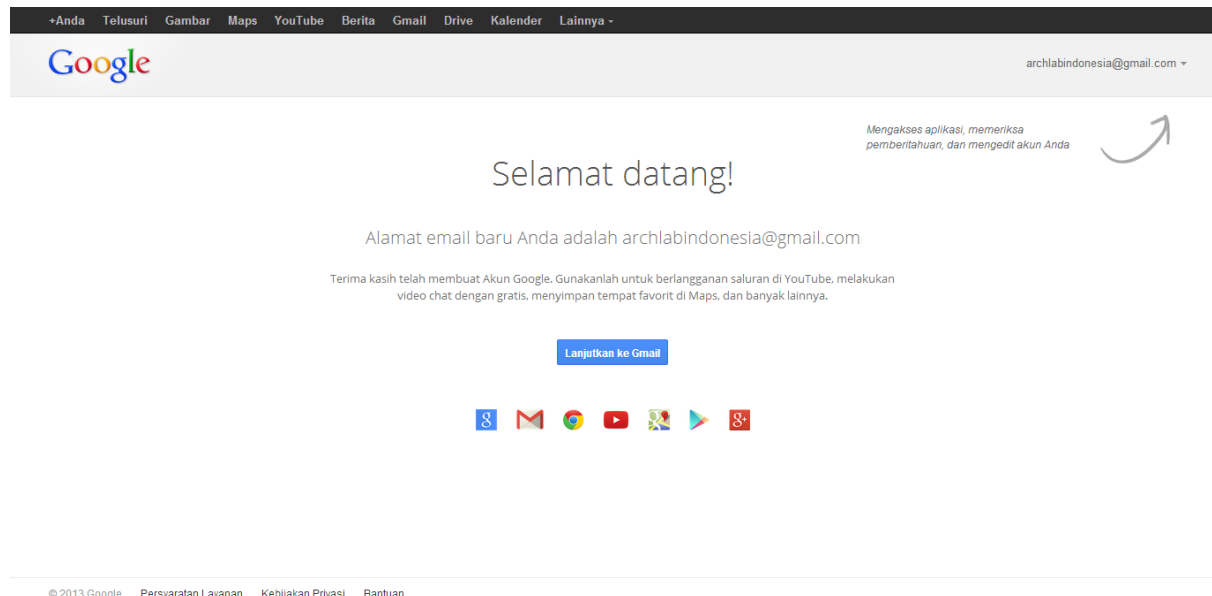 +Anda Telusuri Gambar Maps YouTube Berita Gmail Drive Kalender Lainnya
Google
archlabindonesia@gmail.com
Mengakses aplikasi, memeriksa
pemberitahuan, dan mengedit akun Anda
Selamat datang!
Alamat email baru Anda adalah archlabindonesia@gmail.com
Terima kasih telah membuat Akun Google. Gunakanlah untuk berlangganan saluran di YouTube, melakukan
video chat dengan gratis, menyimpan tempat favorit di Maps, dan banyak lainnya.
Lanjutkan ke Gmail
8 8+
© 2013 Google Persyaratan Layanan Kebijakan Privasi Bantuan